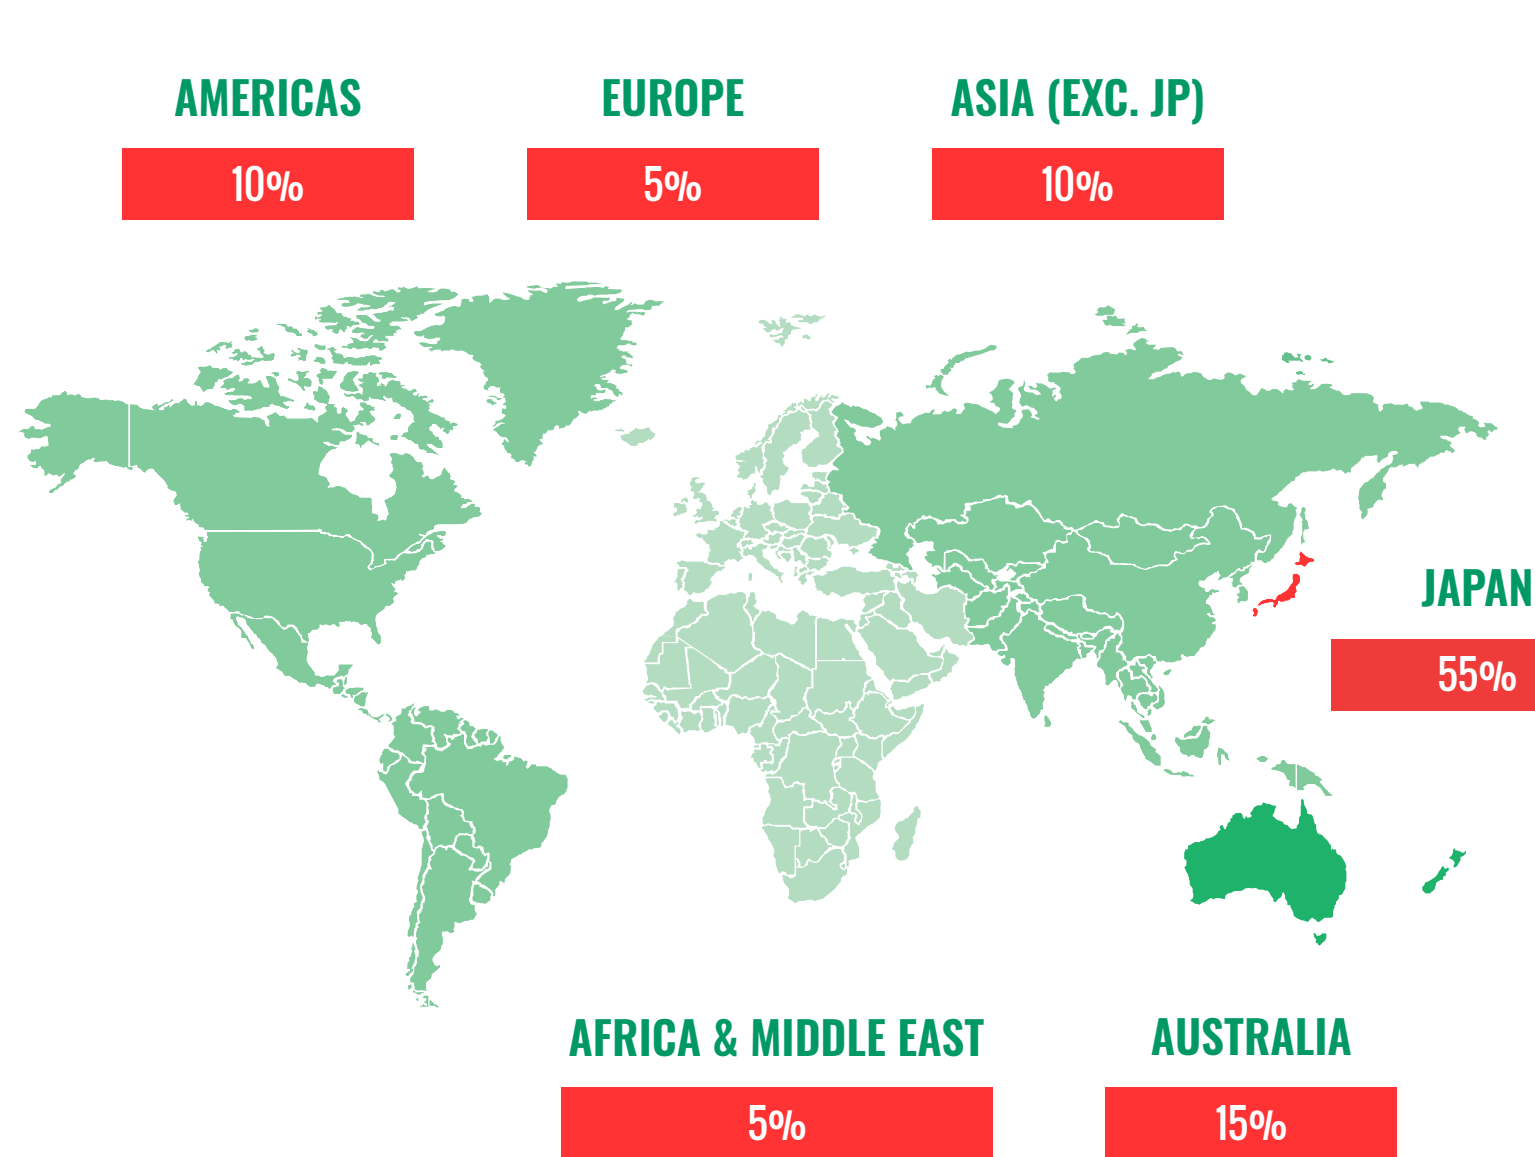 AMERICAS
10%
EUROPE
5%
ASIA (EXC. JP)
10%
JAPAN
55%
AFRICA & MIDDLE EAST
5%
AUSTRALIA
15%